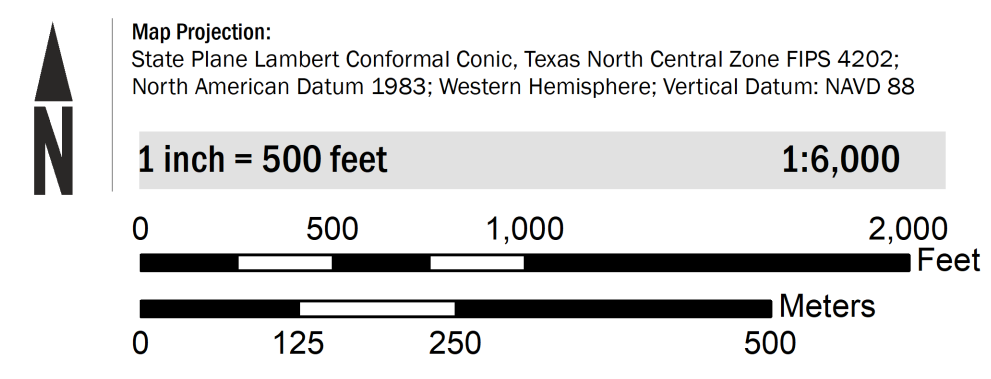 N
Map Projection:
State Plane Lambert Conformal Conic, Texas North Central Zone FIPS 4202;
North American Datum 1983; Western Hemisphere; Vertical Datum: NAVD 88
1 inch = 500 feet 1:6,000
0 500 1,000 2,000
Feet
Meters
0 125 250 500